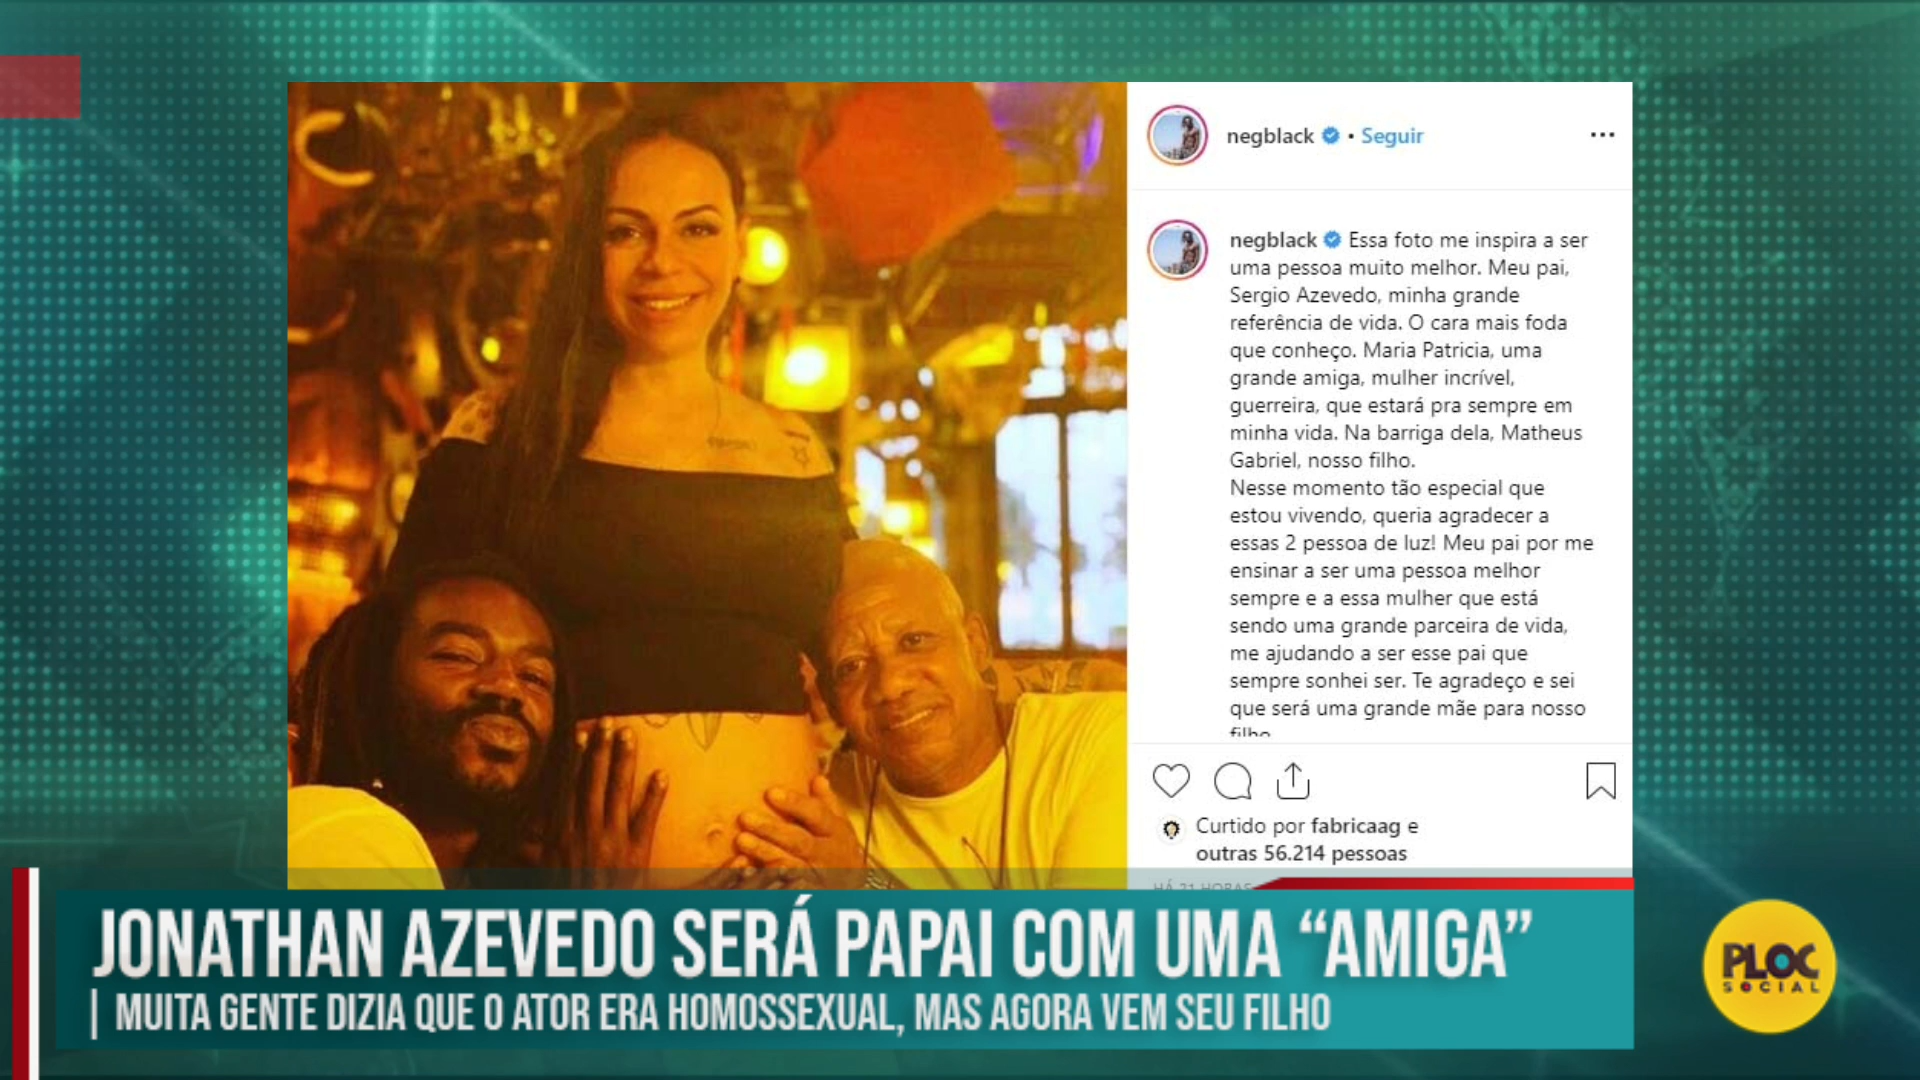 negblack • Seguir
negblack Essa foto me inspira a ser
uma pessoa muito melhor. Meu pai,
Sergio Azevedo, minha grande
referência de vida. O cara mais foda
que conheço. Maria Patricia, uma
grande amiga, mulher incrível,
guerreira, que estará pra sempre em
minha vida. Na barriga dela, Matheus
Gabriel, nosso filho.
Nesse momento tão especial que
estou vivendo, queria agradecer a
essas 2 pessoa de luz! Meu pai por me
ensinar a ser uma pessoa melhor
sempre e a essa mulher que está
sendo uma grande parceira de vida,
me ajudando a ser esse pai que
sempre sonhei ser. Te agradeço e sei
que será uma grande mãe para nosso
filho
Curtido por fabricaag e
outras 56.214 pessoas
HÁ 21 HORAS
JONATHAN AZEVEDO SERÁ PAPAI COM UMA “AMIGA”
| MUITA GENTE DIZIA QUE O ATOR ERA HOMOSSEXUAL, MAS AGORA VEM SEU FILHO
PLOC
SOCIAL